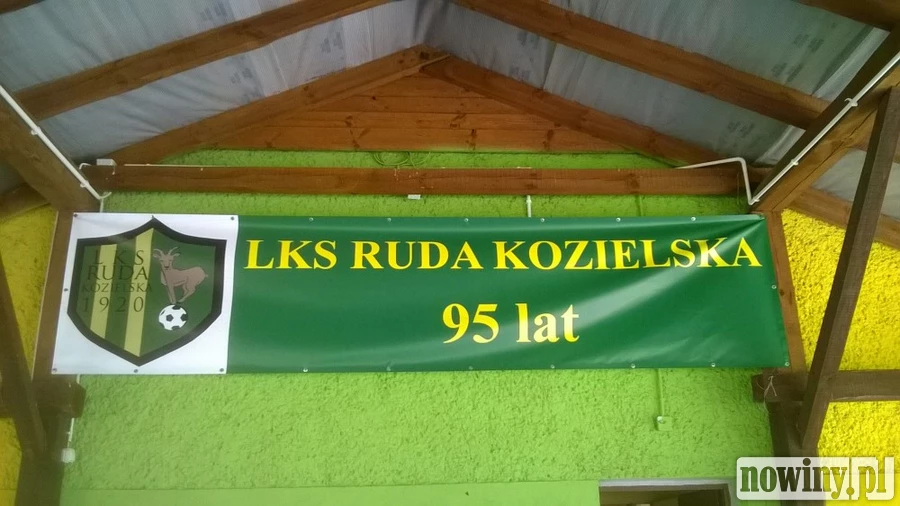 LKS
RUDA
KOZIELSKA
1920
LKS RUDA KOZIELSKA
95 lat
nowiny.pl